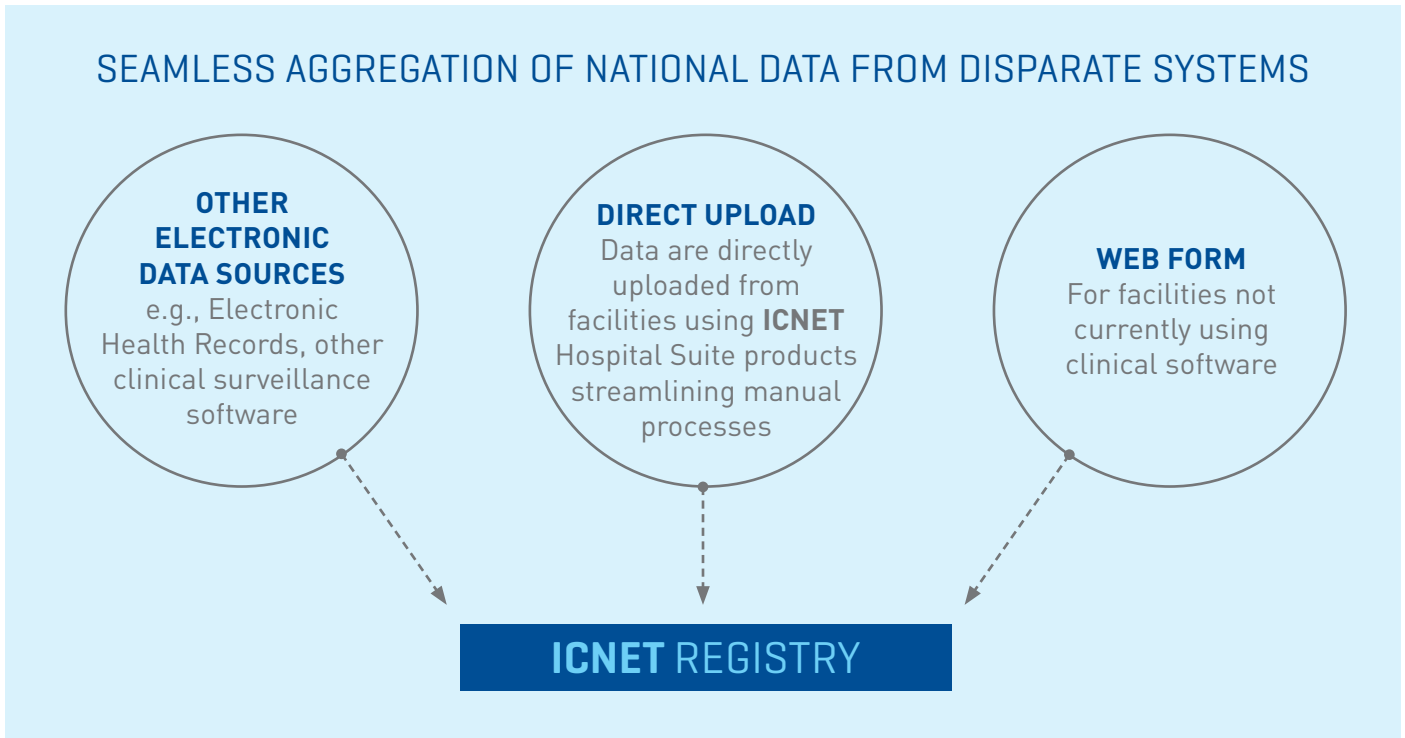 SEAMLESS AGGREGATION OF NATIONAL DATA FROM DISPARATE SYSTEMS
OTHER
ELECTRONIC
DATA SOURCES
e.g., Electronic
Health Records, other
clinical surveillance
software
DIRECT UPLOAD
Data are directly
uploaded from
facilities using ICNET
Hospital Suite products
streamlining manual
processes
WEB FORM
For facilities not
currently using
clinical software
ICNET REGISTRY